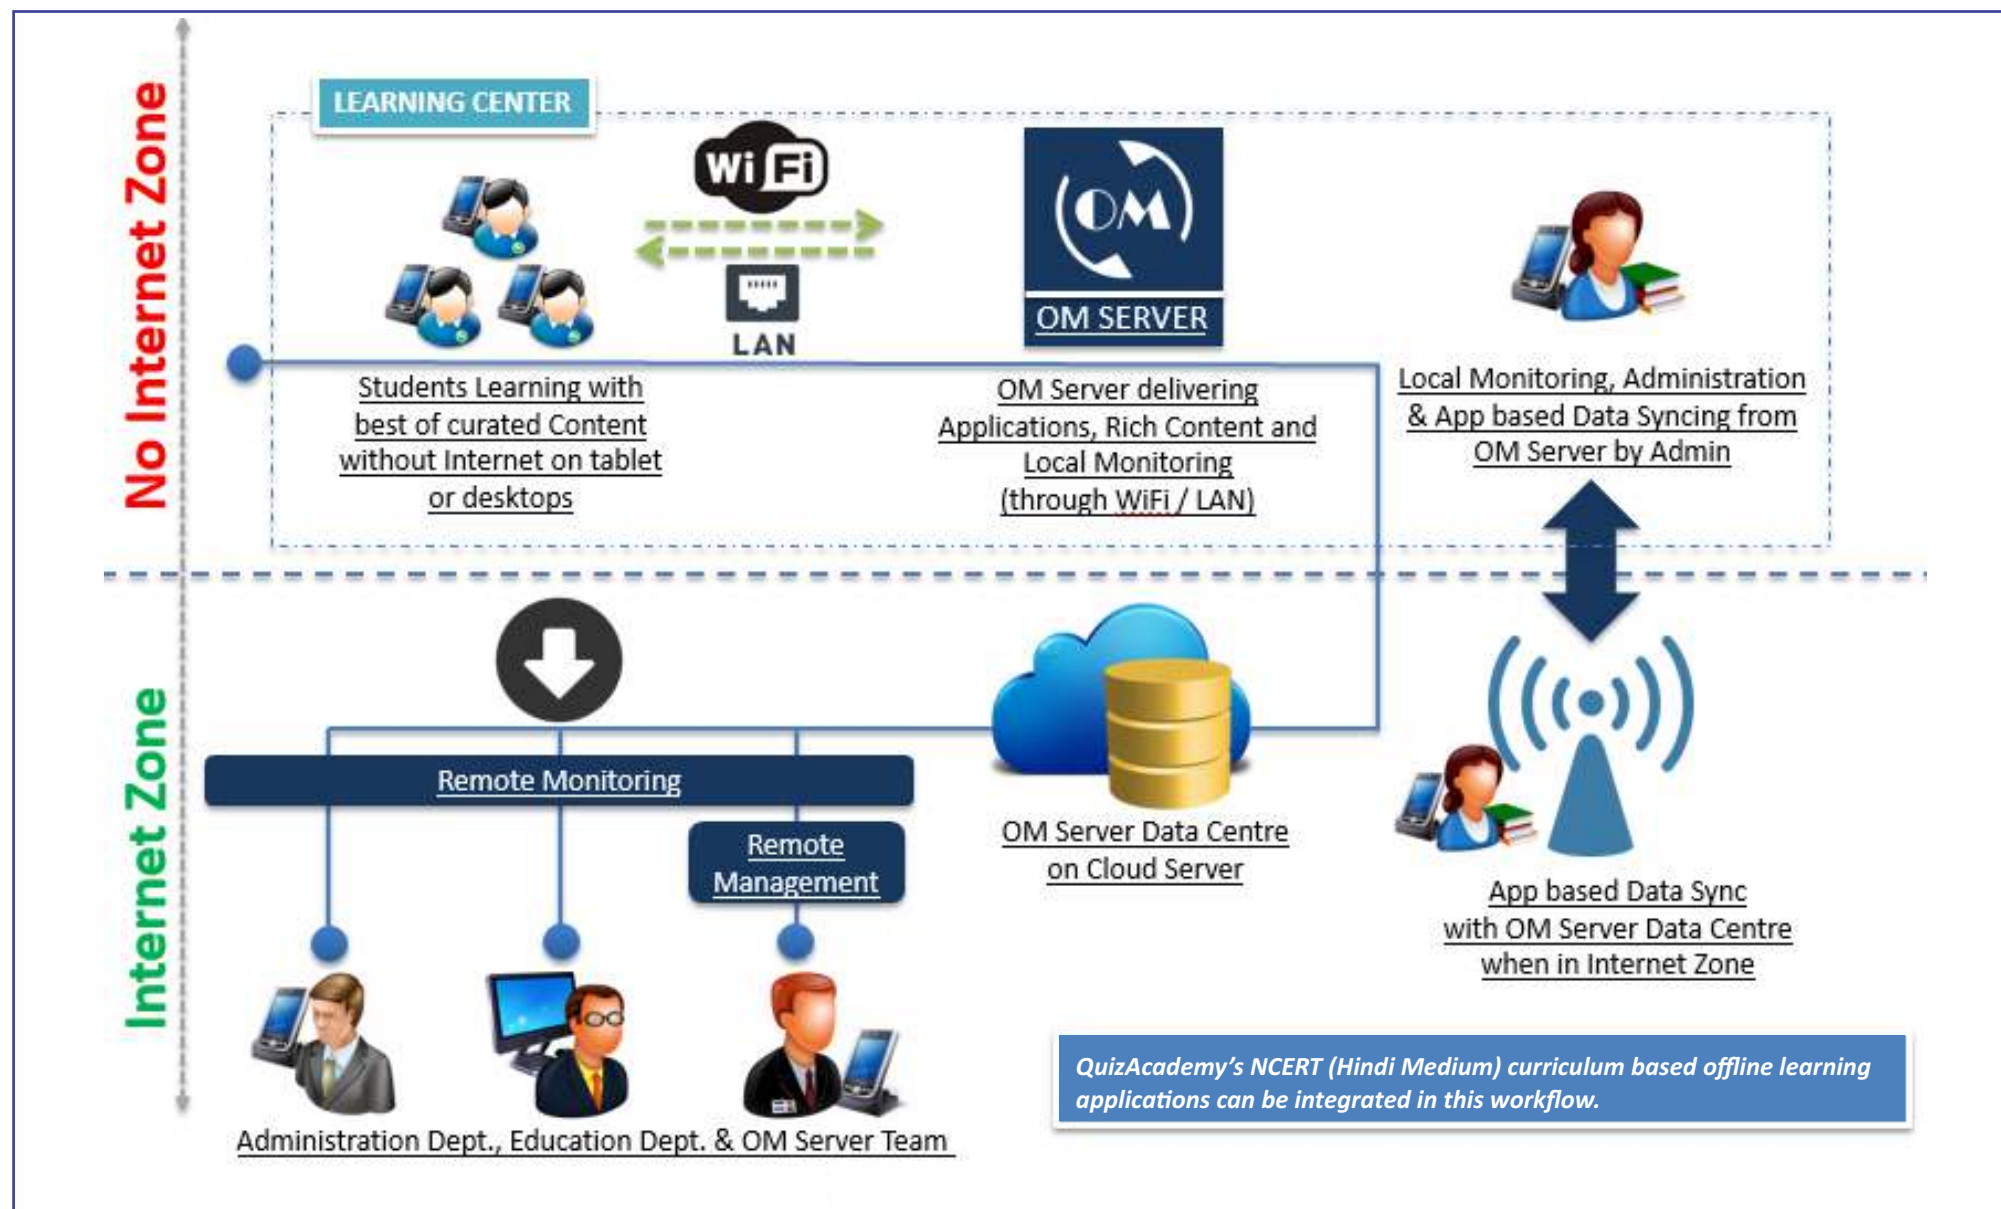 No Internet Zone
LEARNING CENTER
WiFi
LAN
OM
OM SERVER
Students Learning with
best of curated Content
without Internet on tablet
or desktops
OM Server delivering
Applications, Rich Content and
Local Monitoring
(through WiFi / LAN)
Local Monitoring, Administration
& App based Data Syncing from
OM Server by Admin
Internet Zone
Remote Monitoring
Remote
Management
OM Server Data Centre
on Cloud Server
App based Data Sync
with OM Server Data Centre
when in Internet Zone
Administration Dept., Education Dept. & OM Server Team
QuizAcademy’s NCERT (Hindi Medium) curriculum based offline learning
applications can be integrated in this workflow.